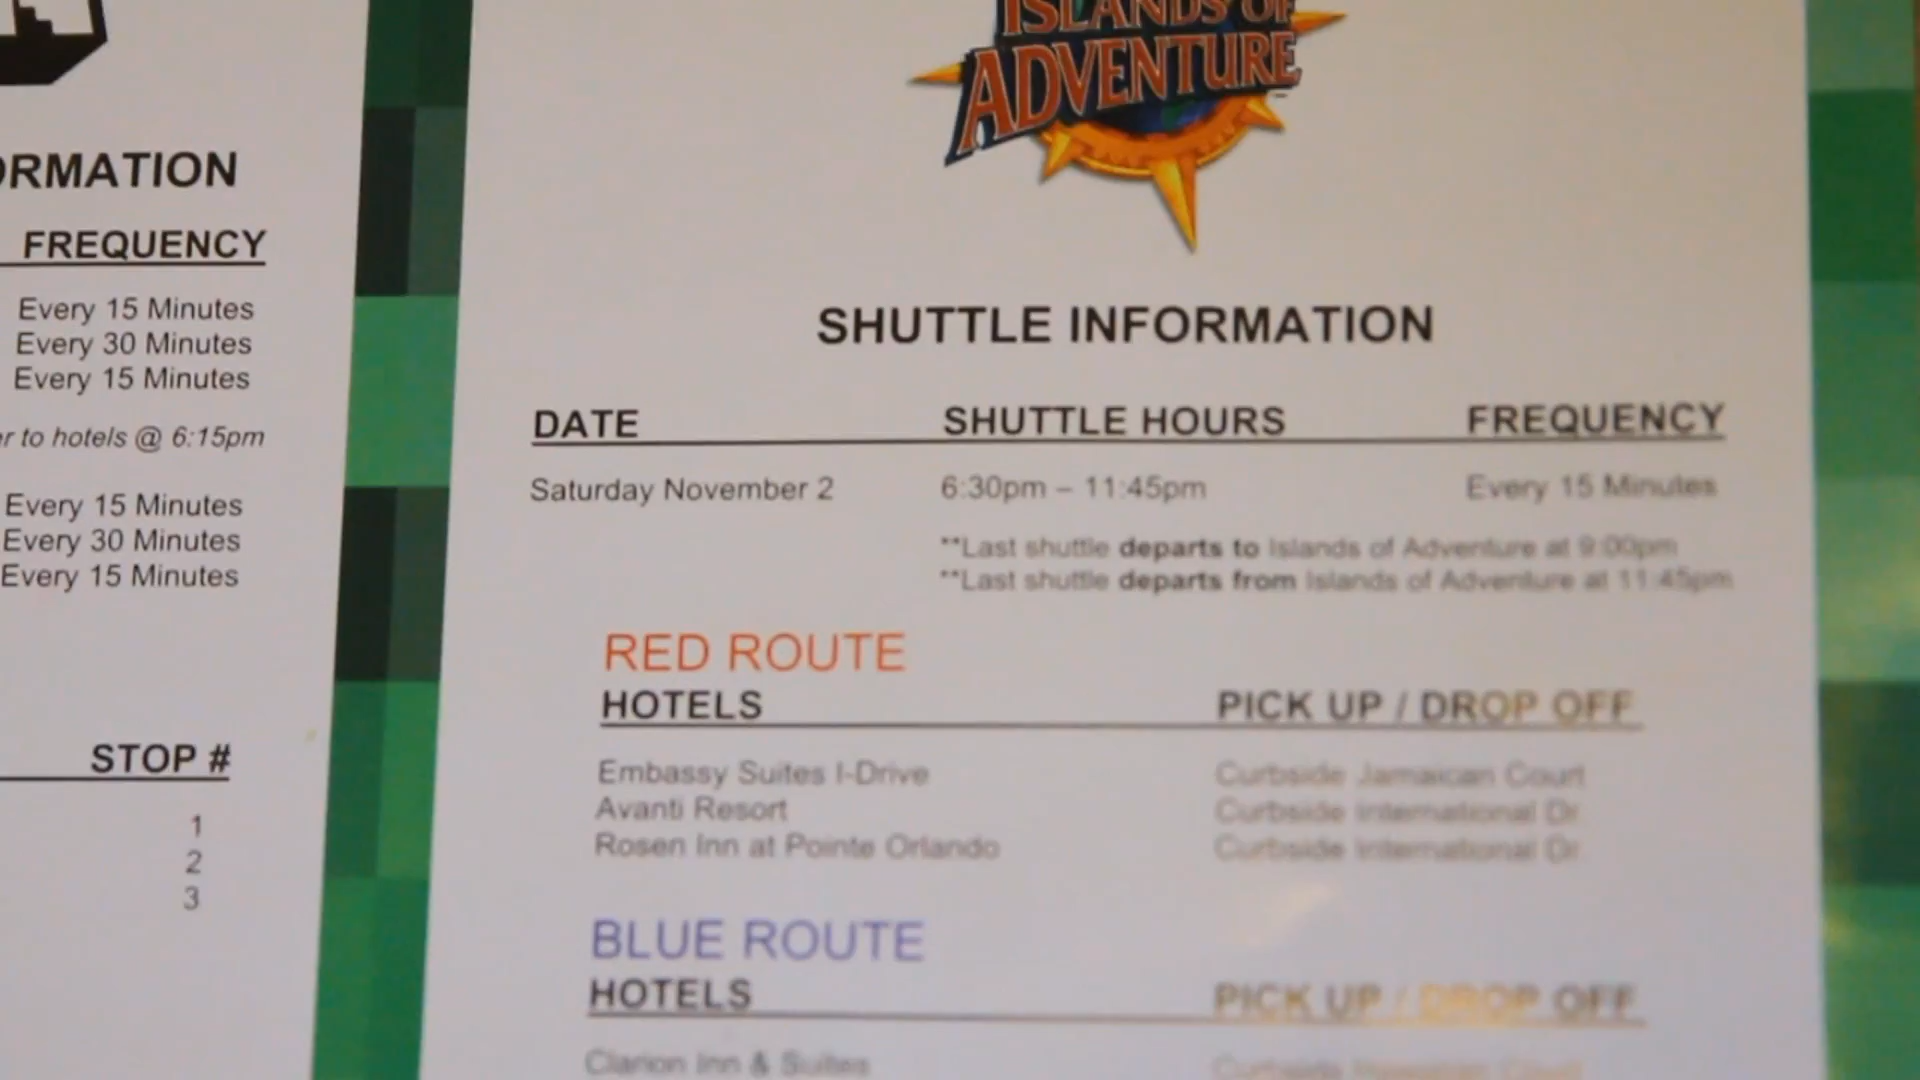 ORMATION
FREQUENCY
Every 15 Minutes
Every 30 Minutes
Every 15 Minutes
er to hotels @ 6:15pm
Every 15 Minutes
Every 30 Minutes
Every 15 Minutes
STOP #
1
2
3
ISLANDS OF
ADVENTURE
SHUTTLE INFORMATION
DATE SHUTTLE HOURS FREQUENCY
Saturday November 2 6:30pm – 11:45pm Every 15 Minutes
**Last shuttle departs to Islands of Adventure at 9:00pm
**Last shuttle departs from Islands of Adventure at 11:45pm
RED ROUTE
HOTELS PICK UP / DROP OFF
Embassy Suites I-Drive Curbside Jamaican Court
Avanti Resort Curbside International Dr
Rosen Inn at Pointe Orlando Curbside International Dr
BLUE ROUTE
HOTELS PICK UP / DROP OFF
Clarion Inn & Suites Curbside Hawaiian Court